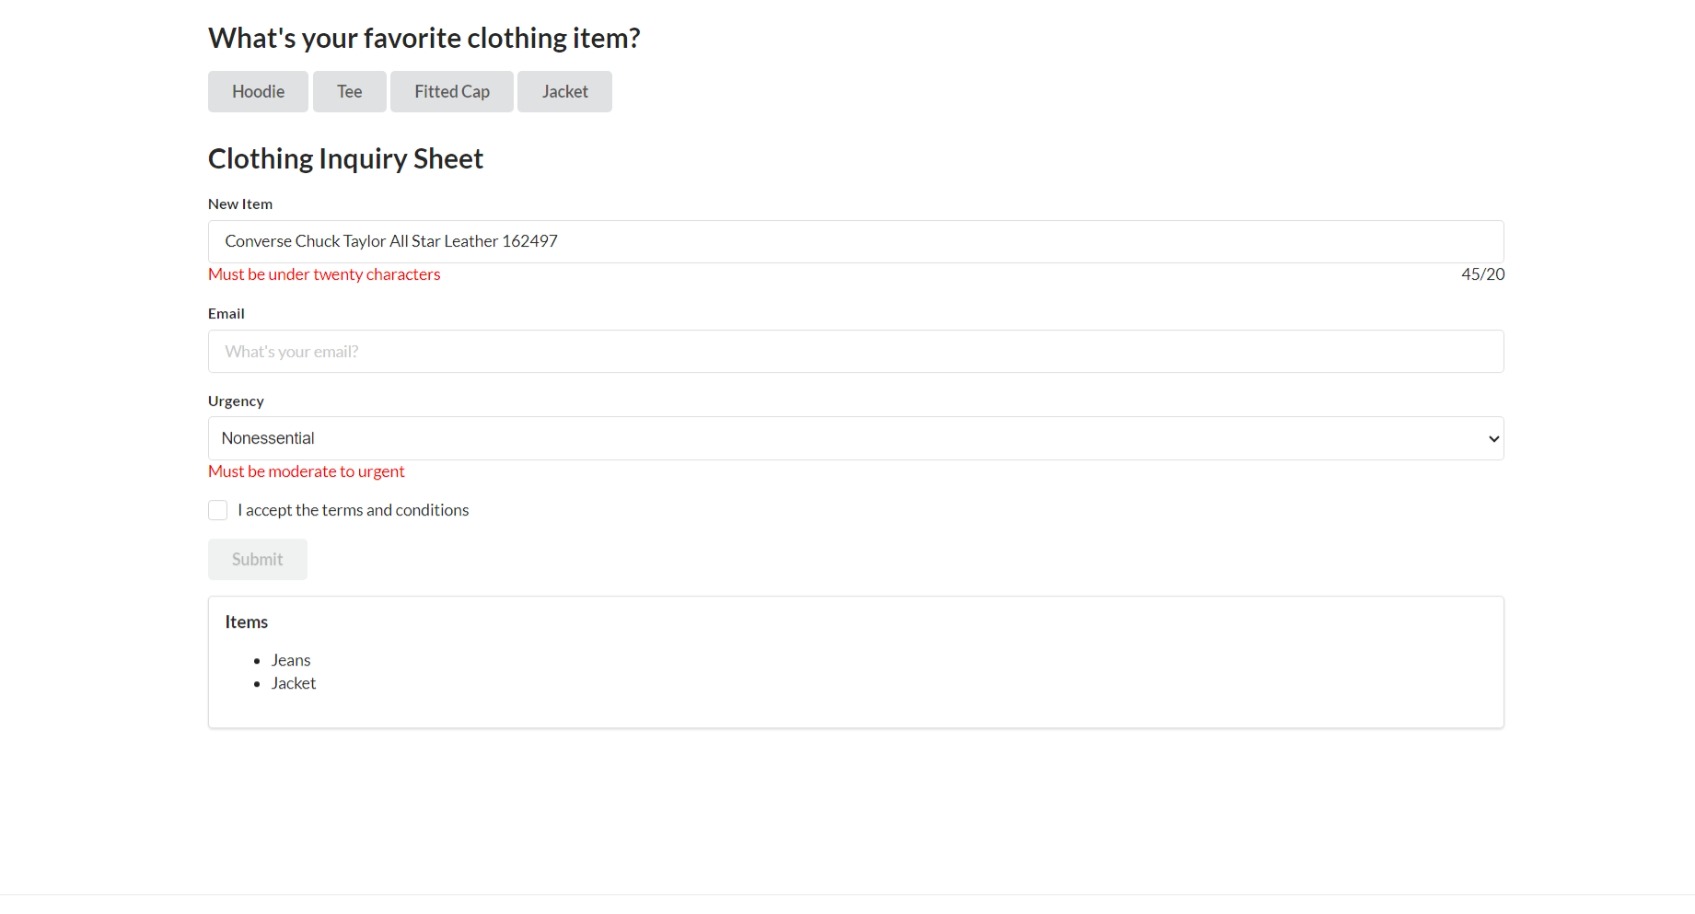 What's your favorite clothing item?
Hoodie Tee Fitted Cap Jacket
Clothing Inquiry Sheet
New Item
Converse Chuck Taylor All Star Leather 162497
Must be under twenty characters 45/20
Email
What's your email?
Urgency
Nonessential
Must be moderate to urgent
I accept the terms and conditions
Submit
Items
• Jeans
• Jacket